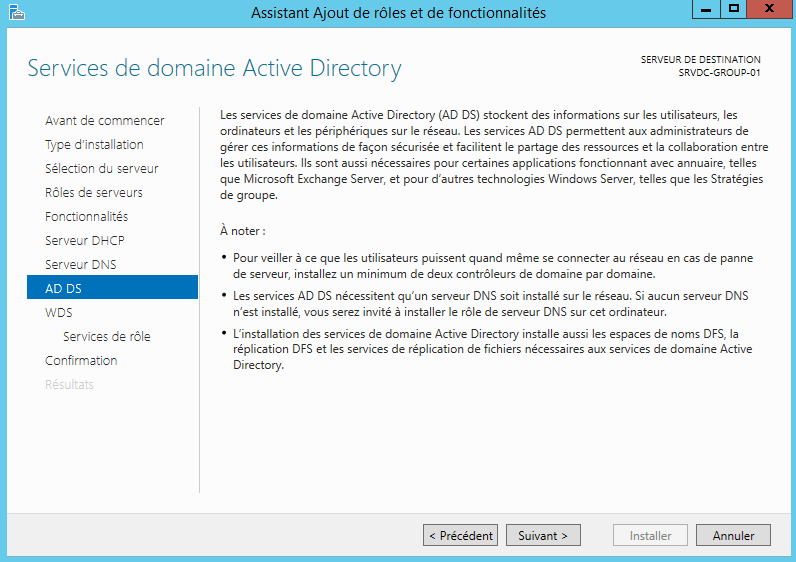 Assistant Ajout de rôles et de fonctionnalités
Services de domaine Active Directory
SERVEUR DE DESTINATION
SRVDC-GROUP-01
Avant de commencer
Type d'installation
Sélection du serveur
Rôles de serveurs
Fonctionnalités
Serveur DHCP
Serveur DNS
AD DS
WDS
Services de rôle
Confirmation
Résultats
Les services de domaine Active Directory (AD DS) stockent des informations sur les utilisateurs, les
ordinateurs et les périphériques sur le réseau. Les services AD DS permettent aux administrateurs de
gérer ces informations de façon sécurisée et facilitent le partage des ressources et la collaboration entre
les utilisateurs. Ils sont aussi nécessaires pour certaines applications fonctionnant avec annuaire, telles
que Microsoft Exchange Server, et pour d'autres technologies Windows Server, telles que les Stratégies
de groupe.
À noter :
• Pour veiller à ce que les utilisateurs puissent quand même se connecter au réseau en cas de panne
de serveur, installez un minimum de deux contrôleurs de domaine par domaine.
• Les services AD DS nécessitent qu'un serveur DNS soit installé sur le réseau. Si aucun serveur DNS
n'est installé, vous serez invité à installer le rôle de serveur DNS sur cet ordinateur.
• L'installation des services de domaine Active Directory installe aussi les espaces de noms DFS, la
réplication DFS et les services de réplication de fichiers nécessaires aux services de domaine Active
Directory.
< Précédent
Suivant >
Installer
Annuler